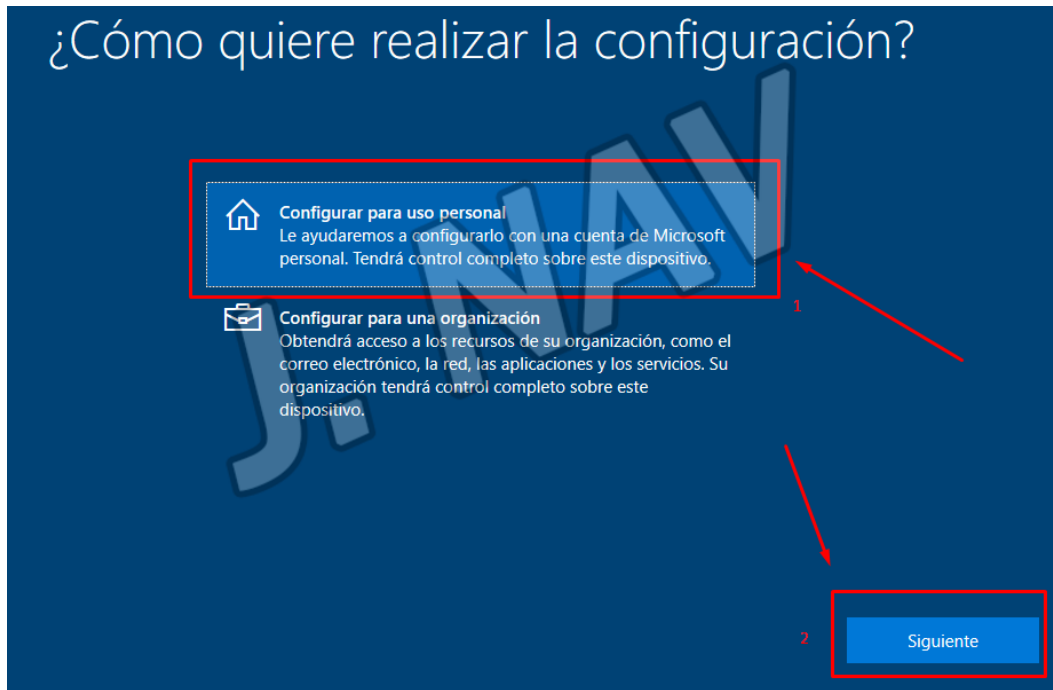 ¿Cómo quiere realizar la configuración?
Configurar para uso personal
Le ayudaremos a configurarlo con una cuenta de Microsoft
personal. Tendrá control completo sobre este dispositivo.
1
Configurar para una organización
Obtendrá acceso a los recursos de su organización, como el
correo electrónico, la red, las aplicaciones y los servicios. Su
organización tendrá control completo sobre este
dispositivo.
J. NAV
2
Siguiente